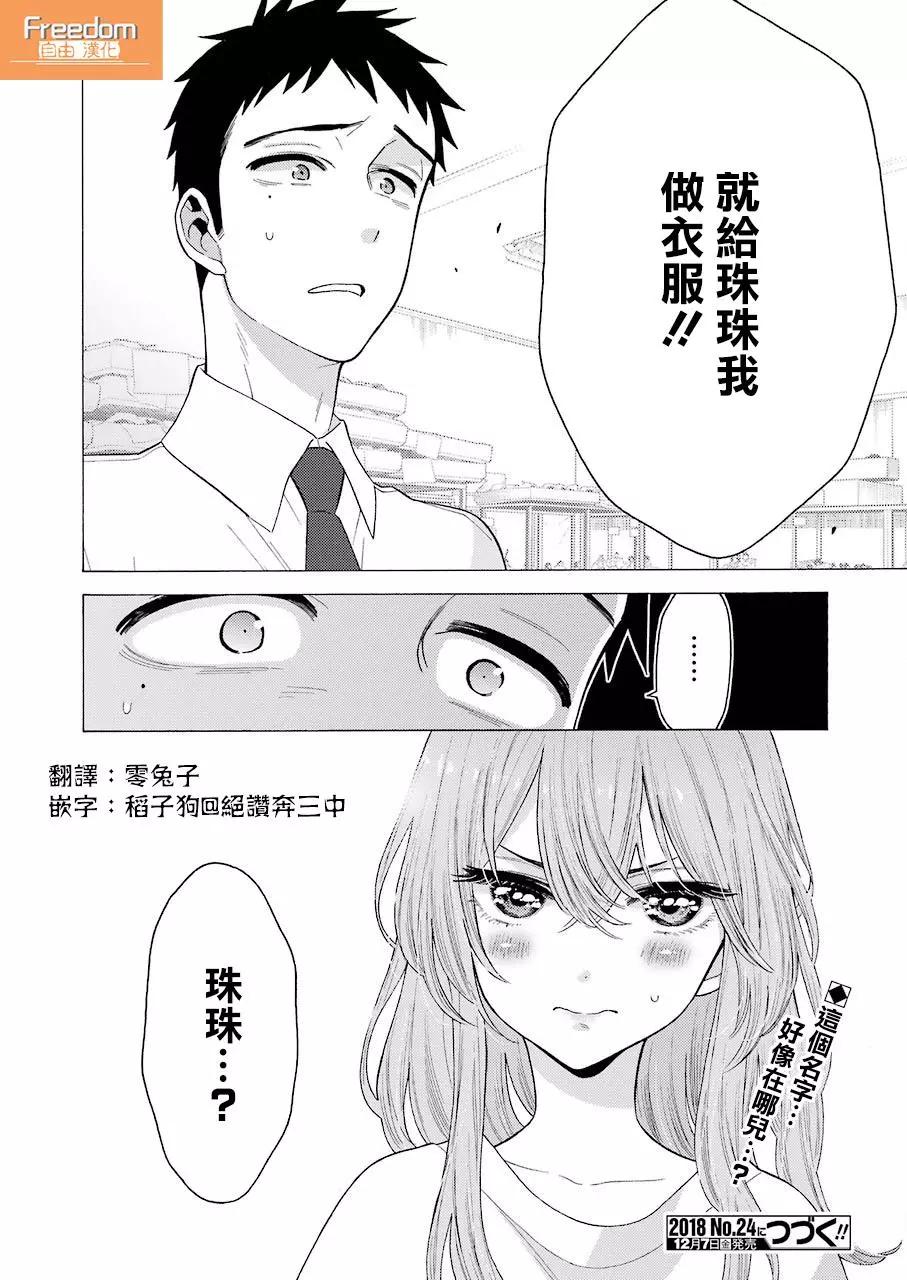 Freedom
自由 漢化
就給珠珠我
做衣服!!
……
翻譯：零兔子
嵌字：稻子狗@絕讚奔三中
珠珠…?
◆這個名字…
好像在哪兒…?
2018 No.24に
つづく!!
12月7日金発売